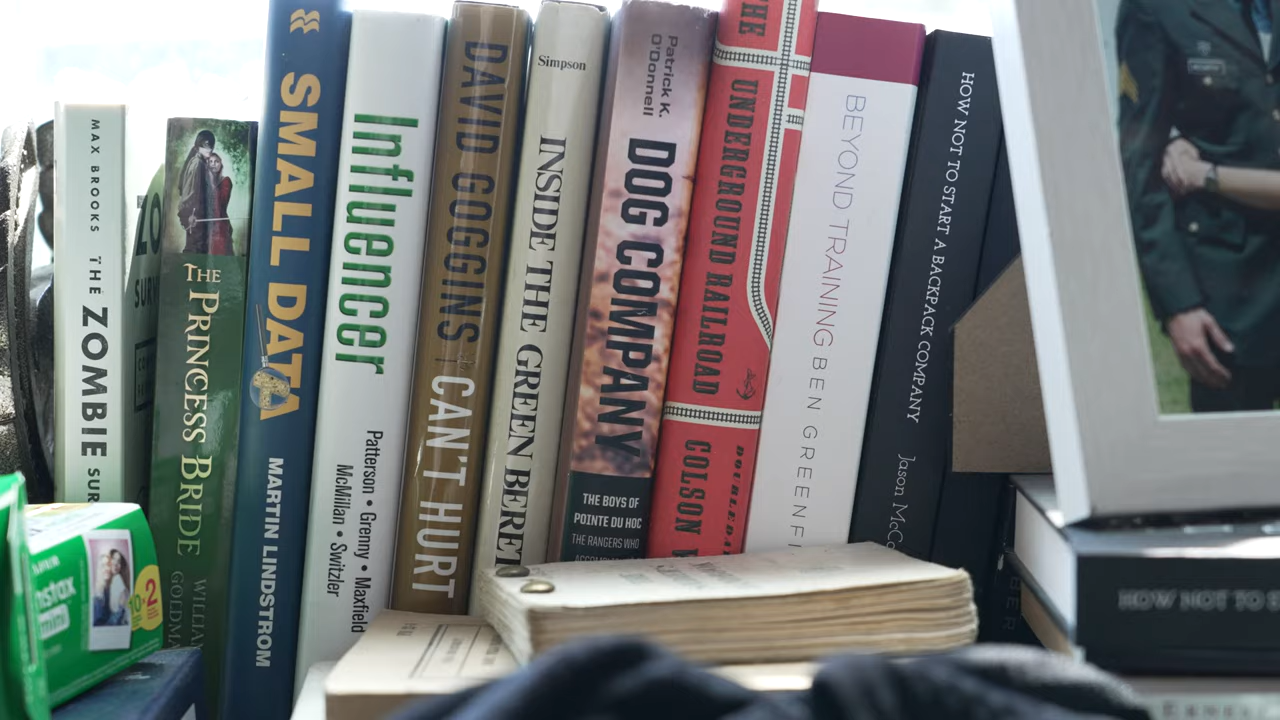 MAX BROOKS THE ZOMBIE SUR
ZO
SURV
THE
PRINCESS BRIDE
WILLIAM
GOLDMA
SMALL DATA
MARTIN LINDSTROM
Influencer
Patterson • Grenny • Maxfield
McMillan • Switzler
DAVID GOGGINS CAN'T HURT
Simpson
INSIDE THE GREEN BERET
Patrick K.
O'Donnell
DOG COMPANY
THE BOYS OF
POINTE DU HOC
THE RANGERS WHO
THE UNDERGROUND RAILROAD
COLSON
DOUBLEDAY
BEYOND TRAINING BEN GREENF
HOW NOT TO START A BACKPACK COMPANY
Jason McC
HOW NOT TO S
instax